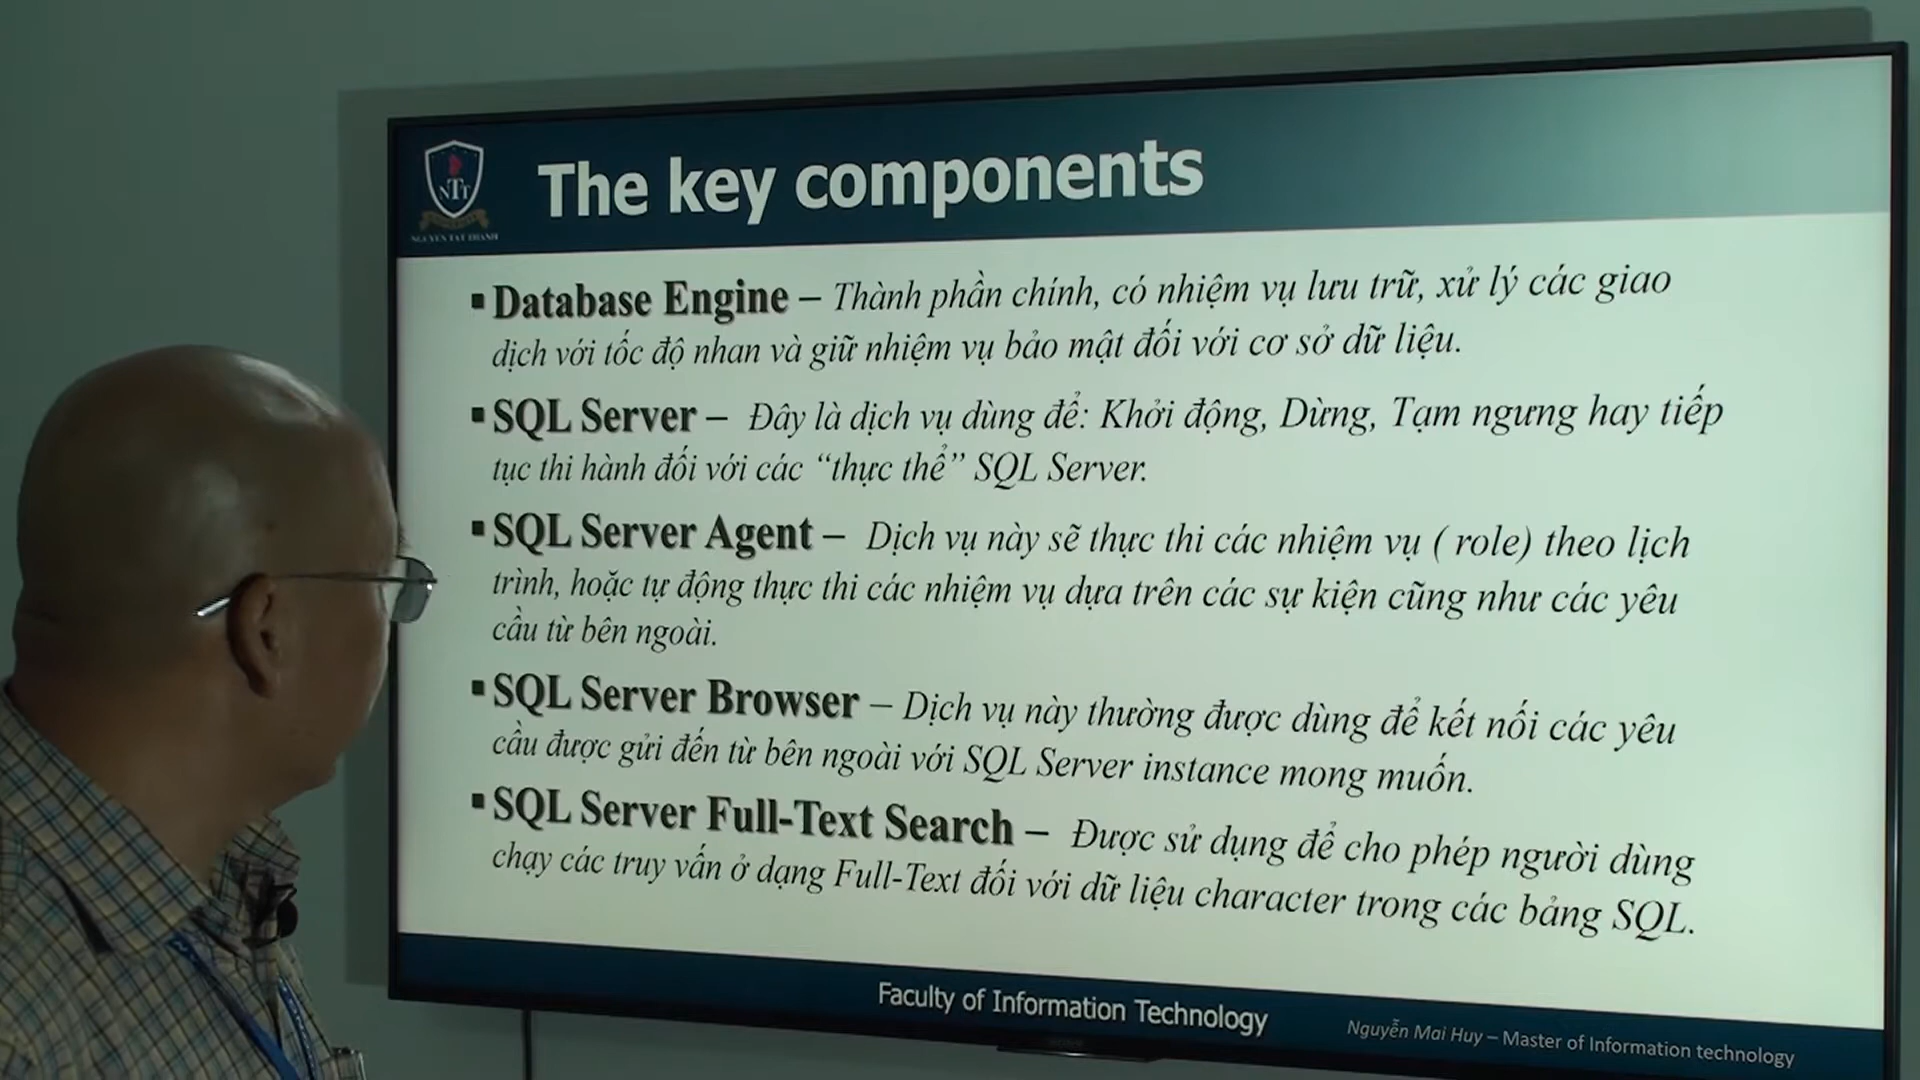 The key components
NTT
NGUYEN TAT THANH
▪ Database Engine – Thành phần chính, có nhiệm vụ lưu trữ, xử lý các giao
dịch với tốc độ nhan và giữ nhiệm vụ bảo mật đối với cơ sở dữ liệu.
▪ SQL Server – Đây là dịch vụ dùng để: Khởi động, Dừng, Tạm ngưng hay tiếp
tục thi hành đối với các “thực thể” SQL Server.
▪ SQL Server Agent – Dịch vụ này sẽ thực thi các nhiệm vụ ( role) theo lịch
trình, hoặc tự động thực thi các nhiệm vụ dựa trên các sự kiện cũng như các yêu
cầu từ bên ngoài.
▪ SQL Server Browser – Dịch vụ này thường được dùng để kết nối các yêu
cầu được gửi đến từ bên ngoài với SQL Server instance mong muốn.
▪ SQL Server Full-Text Search – Được sử dụng để cho phép người dùng
chạy các truy vấn ở dạng Full-Text đối với dữ liệu character trong các bảng SQL.
Faculty of Information Technology
Nguyễn Mai Huy – Master of Information technology